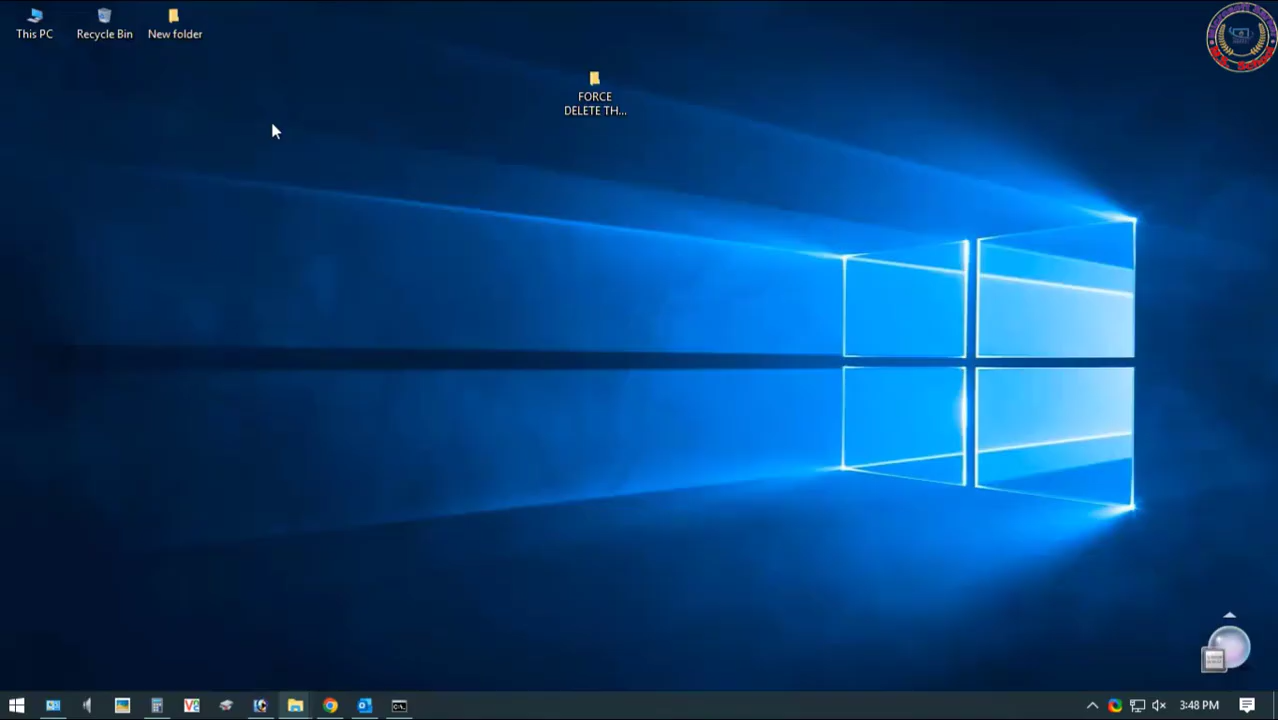 This PC
Recycle Bin
New folder
FORCE
DELETE TH...
3:48 PM